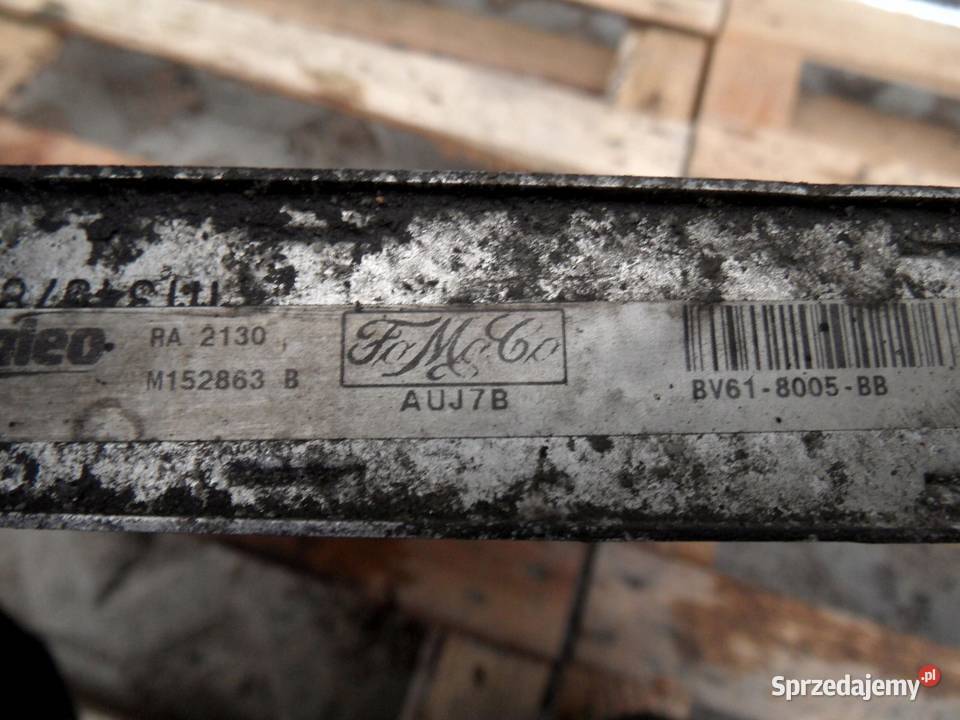 RA 2130
M152863 B
FoMoCo
AUJ7B
BV61-8005-BB
Sprzedajemy.pl